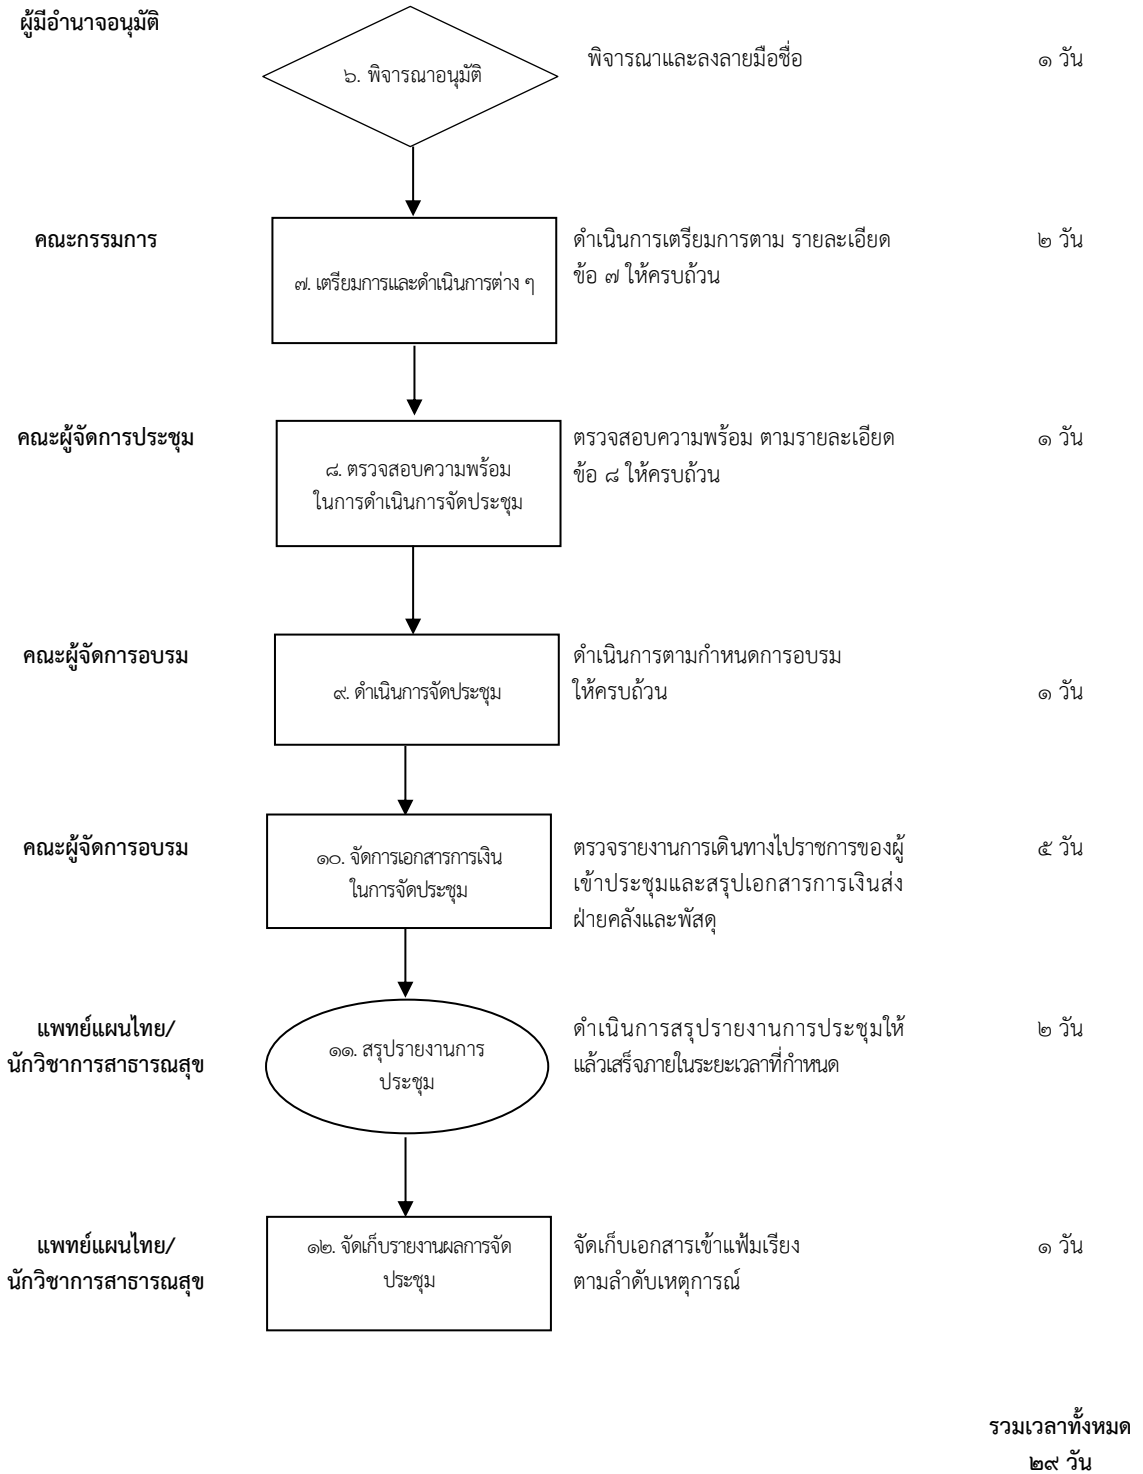 ผู้มีอำนาจอนุมัติ
๖. พิจารณาอนุมัติ
พิจารณาและลงลายมือชื่อ
๑ วัน
คณะกรรมการ
๗. เตรียมการและดำเนินการต่าง ๆ
ดำเนินการเตรียมการตาม รายละเอียด
ข้อ ๗ ให้ครบถ้วน
๒ วัน
คณะผู้จัดการประชุม
๘. ตรวจสอบความพร้อม
ในการดำเนินการจัดประชุม
ตรวจสอบความพร้อม ตามรายละเอียด
ข้อ ๘ ให้ครบถ้วน
๑ วัน
คณะผู้จัดการอบรม
๙. ดำเนินการจัดประชุม
ดำเนินการตามกำหนดการอบรม
ให้ครบถ้วน
๑ วัน
คณะผู้จัดการอบรม
๑๐. จัดการเอกสารการเงิน
ในการจัดประชุม
ตรวจรายงานการเดินทางไปราชการของผู้
เข้าประชุมและสรุปเอกสารการเงินส่ง
ฝ่ายคลังและพัสดุ
๕ วัน
แพทย์แผนไทย/
นักวิชาการสาธารณสุข
๑๑. สรุปรายงานการ
ประชุม
ดำเนินการสรุปรายงานการประชุมให้
แล้วเสร็จภายในระยะเวลาที่กำหนด
๒ วัน
แพทย์แผนไทย/
นักวิชาการสาธารณสุข
๑๒. จัดเก็บรายงานผลการจัด
ประชุม
จัดเก็บเอกสารเข้าแฟ้มเรียง
ตามลำดับเหตุการณ์
๑ วัน
รวมเวลาทั้งหมด
๒๙ วัน